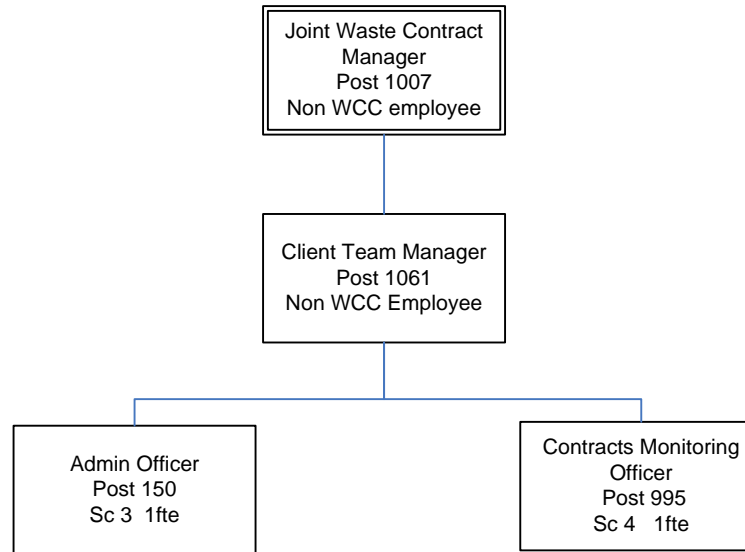 Joint Waste Contract
Manager
Post 1007
Non WCC employee
Client Team Manager
Post 1061
Non WCC Employee
Admin Officer
Post 150
Sc 3  1fte
Contracts Monitoring
Officer
Post 995
Sc 4   1fte